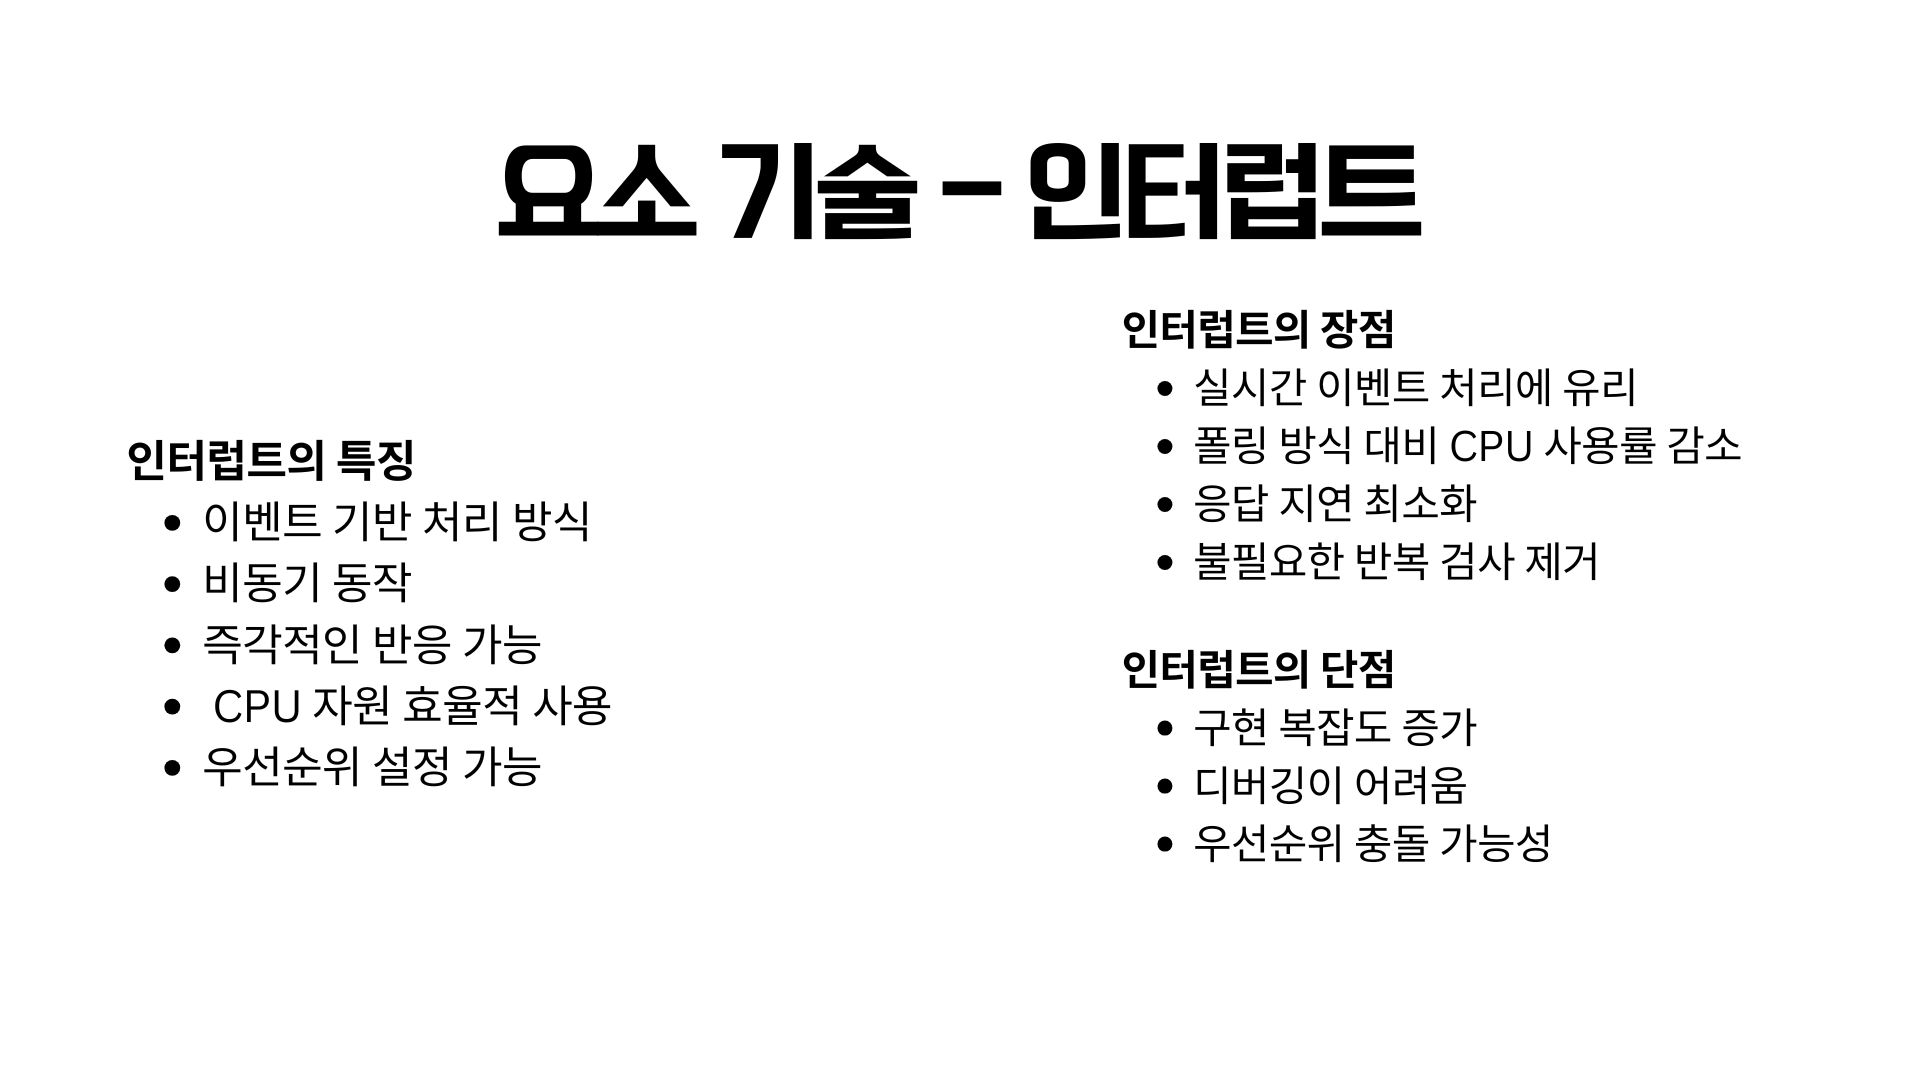 요소 기술 - 인터럽트
인터럽트의 특징
• 이벤트 기반 처리 방식
• 비동기 동작
• 즉각적인 반응 가능
• CPU 자원 효율적 사용
• 우선순위 설정 가능
인터럽트의 장점
• 실시간 이벤트 처리에 유리
• 폴링 방식 대비 CPU 사용률 감소
• 응답 지연 최소화
• 불필요한 반복 검사 제거
인터럽트의 단점
• 구현 복잡도 증가
• 디버깅이 어려움
• 우선순위 충돌 가능성